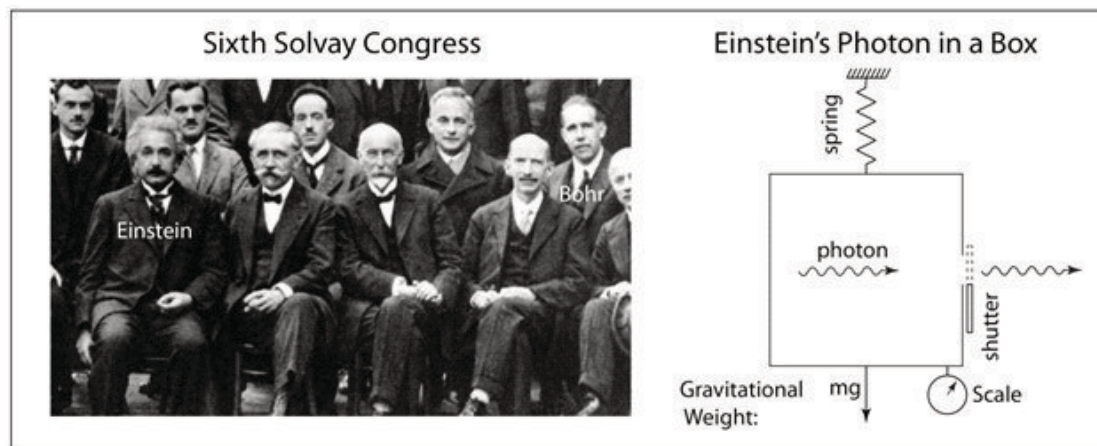 Sixth Solvay Congress
Einstein
Bohr
Einstein's Photon in a Box
spring
photon
shutter
Gravitational
Weight:
mg
Scale